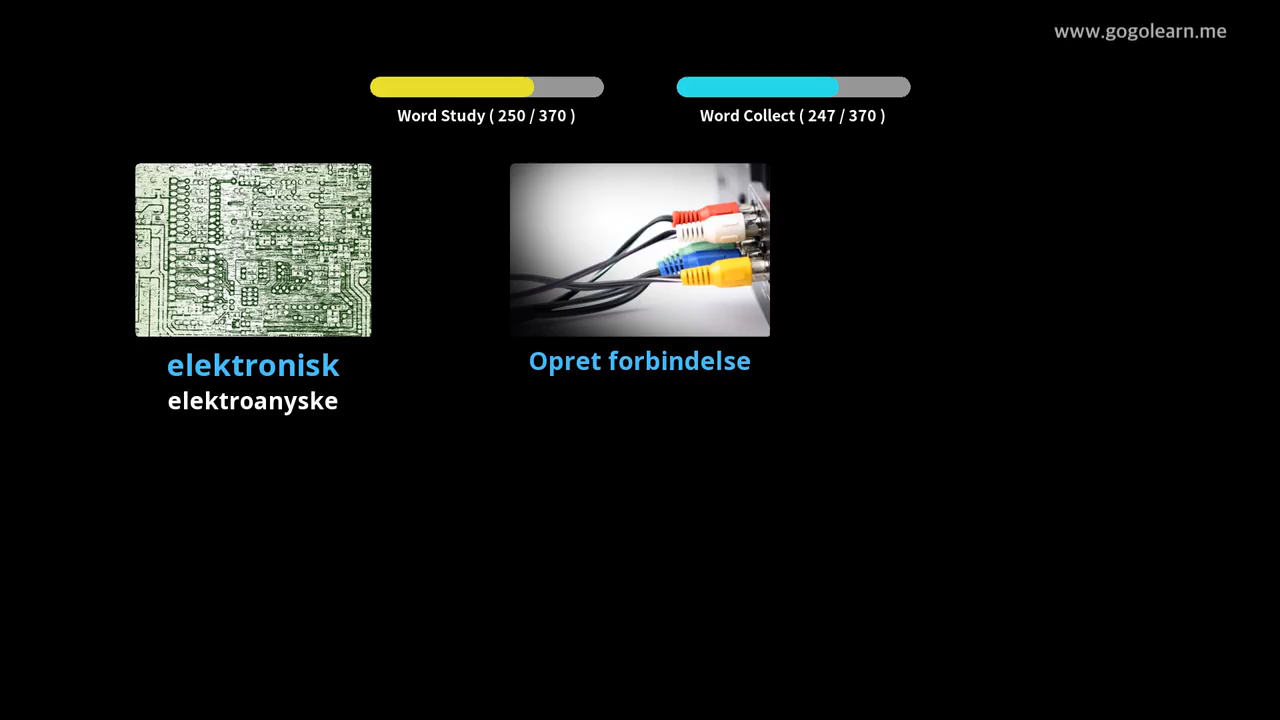 www.gogolearn.me
Word Study ( 250 / 370 )
Word Collect ( 247 / 370 )
elektronisk
elektroanyske
Opret forbindelse